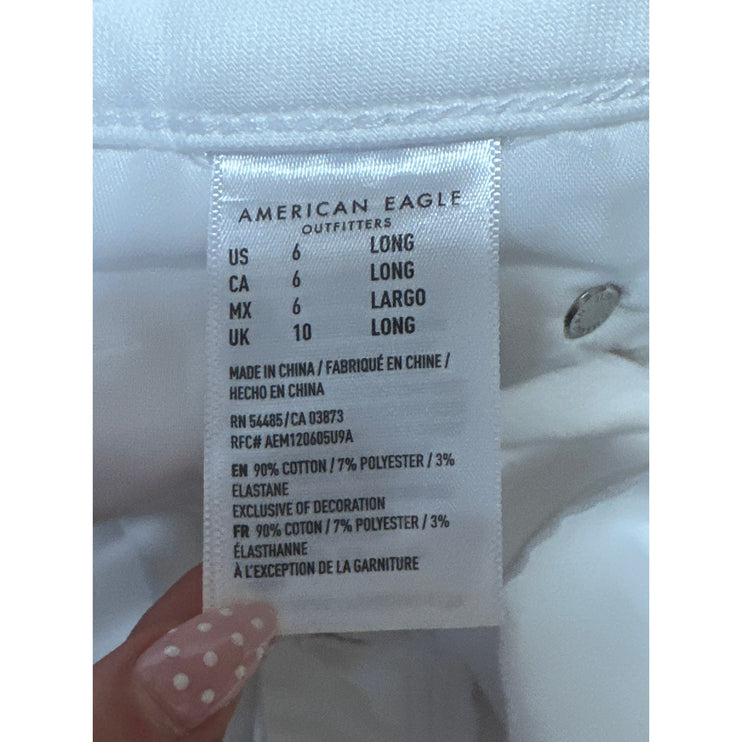 AMERICAN EAGLE
OUTFITTERS
US 6 LONG
CA 6 LONG
MX 6 LARGO
UK 10 LONG
MADE IN CHINA / FABRIQUÉ EN CHINE /
HECHO EN CHINA
RN 54485/CA 03873
RFC# AEM120605U9A
EN 90% COTTON / 7% POLYESTER / 3%
ELASTANE
EXCLUSIVE OF DECORATION
FR 90% COTON / 7% POLYESTER / 3%
ÉLASTHANNE
À L'EXCEPTION DE LA GARNITURE